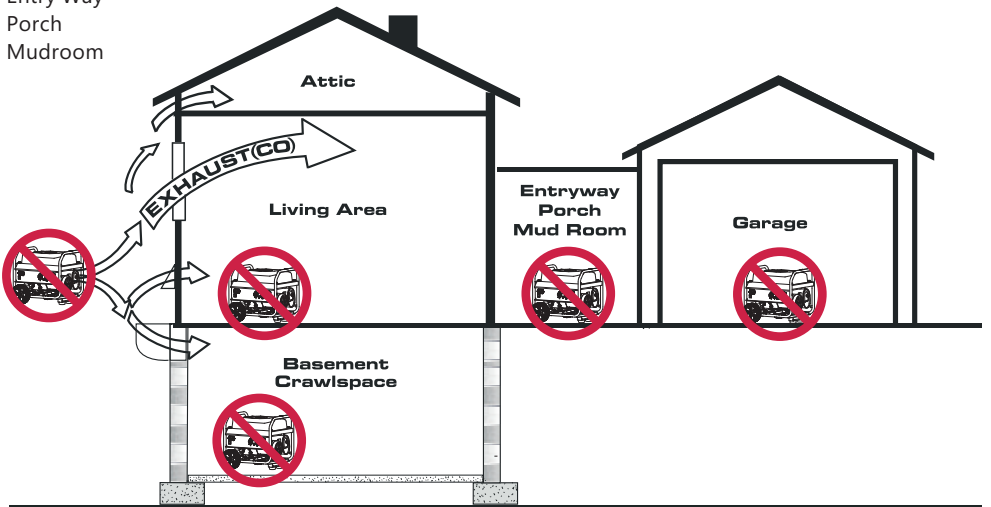 Porch
Mudroom
Attic
EXHAUST(CO)
Living Area
Entryway
Porch
Mud Room
Garage
Basement
Crawlspace